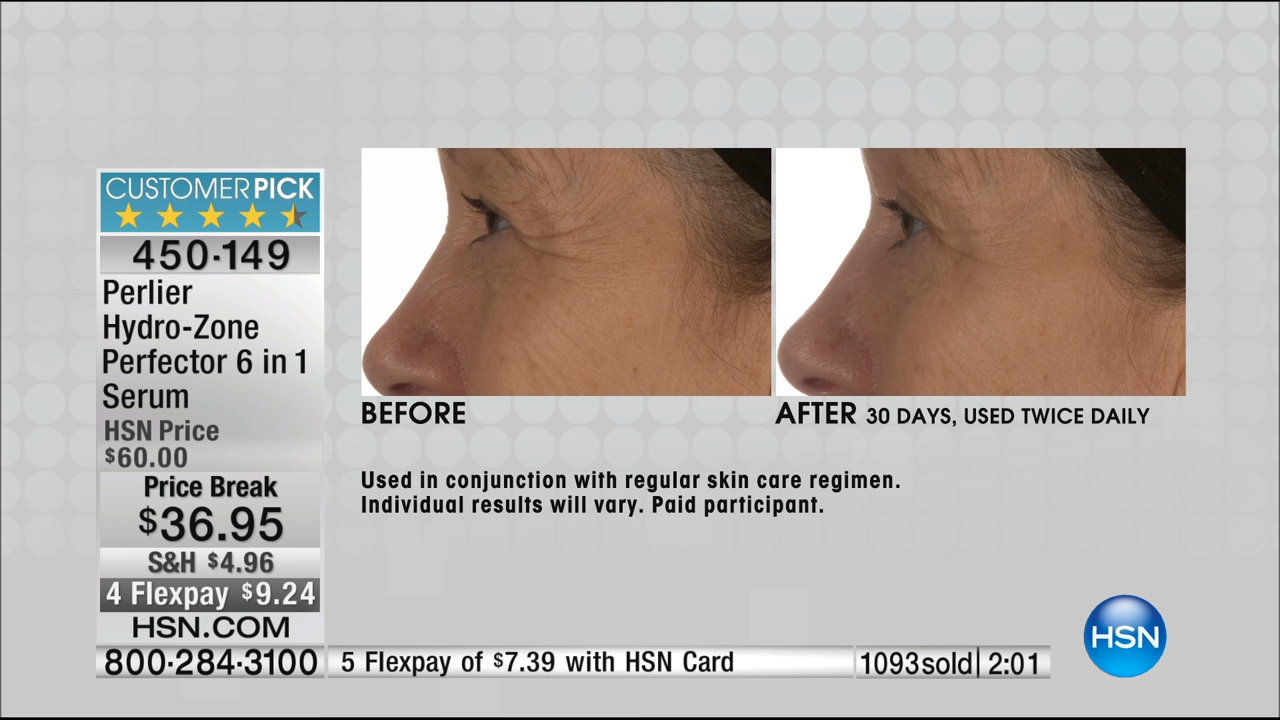 CUSTOMERPICK
450·149
Perlier
Hydro-Zone
Perfector 6 in 1
Serum
HSN Price
$60.00
Price Break
$36.95
S&H $4.96
4 Flexpay $9.24
HSN.COM
800·284·3100
BEFORE
AFTER 30 DAYS, USED TWICE DAILY
Used in conjunction with regular skin care regimen.
Individual results will vary. Paid participant.
5 Flexpay of $7.39 with HSN Card
1093sold| 2:01
HSN